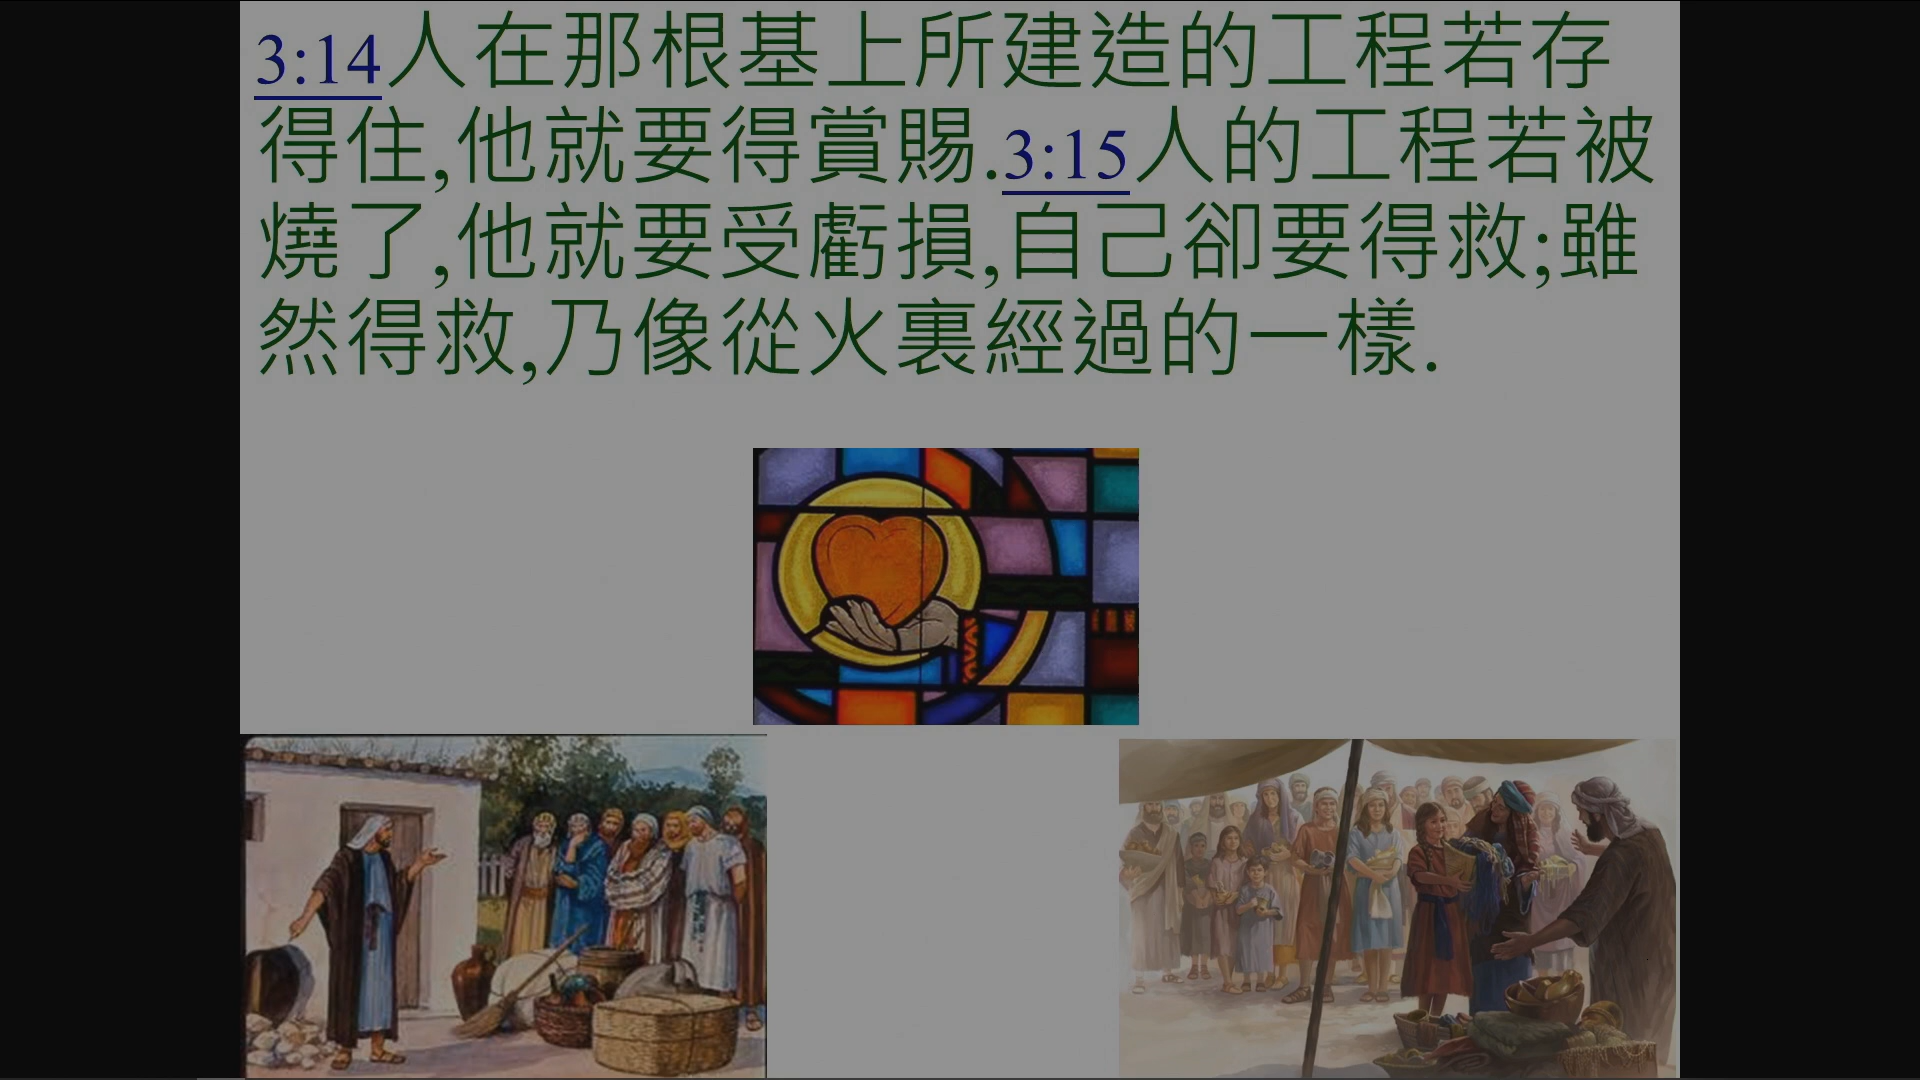 3:14人在那根基上所建造的工程若存
得住,他就要得賞賜.3:15人的工程若被
燒了,他就要受虧損,自己卻要得救;雖
然得救,乃像從火裏經過的一樣.